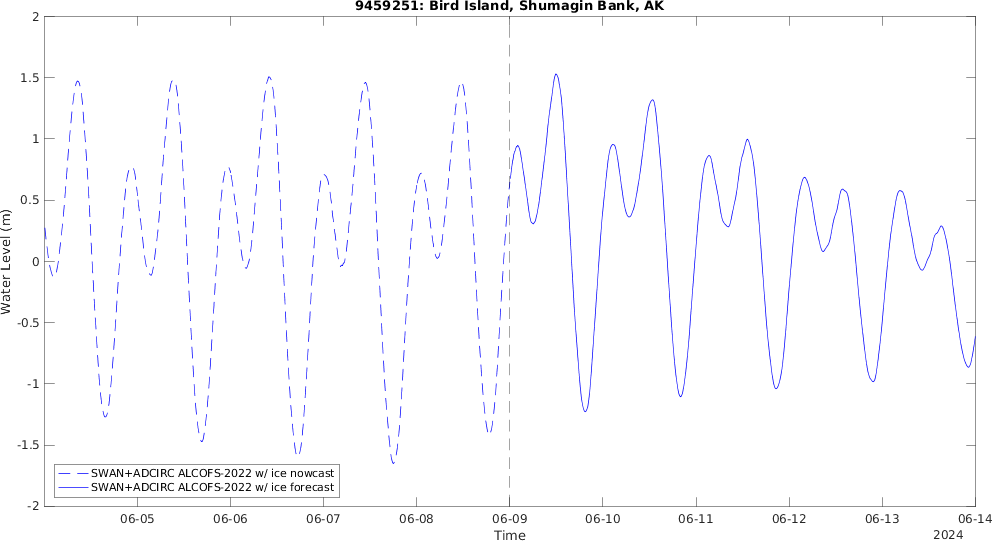 9459251: Bird Island, Shumagin Bank, AK
2
1.5
1
0.5
0
-0.5
-1
-1.5
-2
Water Level (m)
SWAN+ADCIRC ALCOFS-2022 w/ ice nowcast
SWAN+ADCIRC ALCOFS-2022 w/ ice forecast
06-05 06-06 06-07 06-08 06-09 06-10 06-11 06-12 06-13 06-14
Time
2024